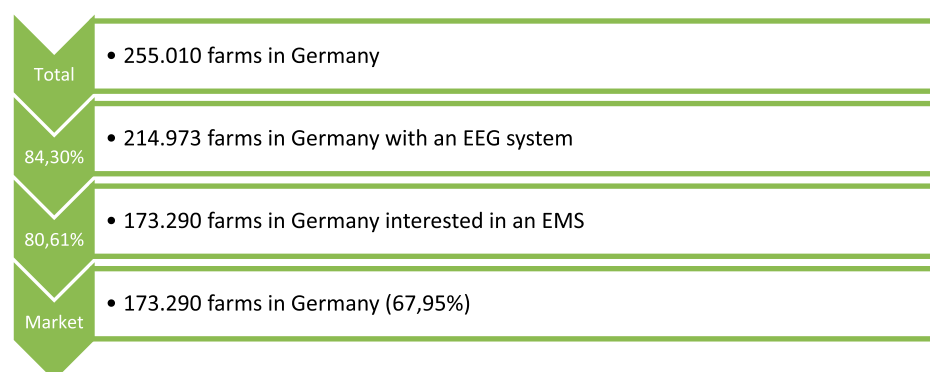 Total
• 255.010 farms in Germany
84,30%
• 214.973 farms in Germany with an EEG system
80,61%
• 173.290 farms in Germany interested in an EMS
Market
• 173.290 farms in Germany (67,95%)